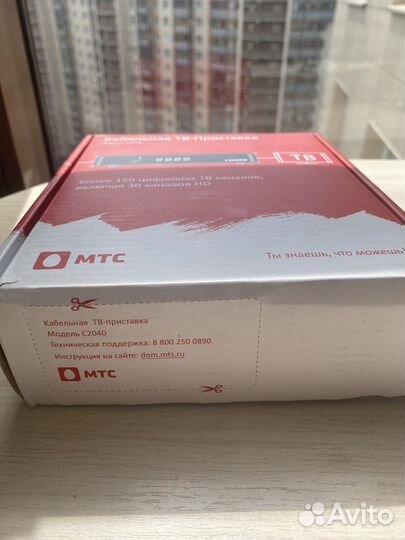 Кабельная ТВ-приставка
ТВ
Более 150 цифровых ТВ каналов,
включая 30 каналов HD
Ты знаешь, что можешь!
МТС
Кабельная ТВ-приставка
Модель C2040
Техническая поддержка: 8 800 250 0890
Инструкция на сайте: dom.mts.ru
МТС
Avito